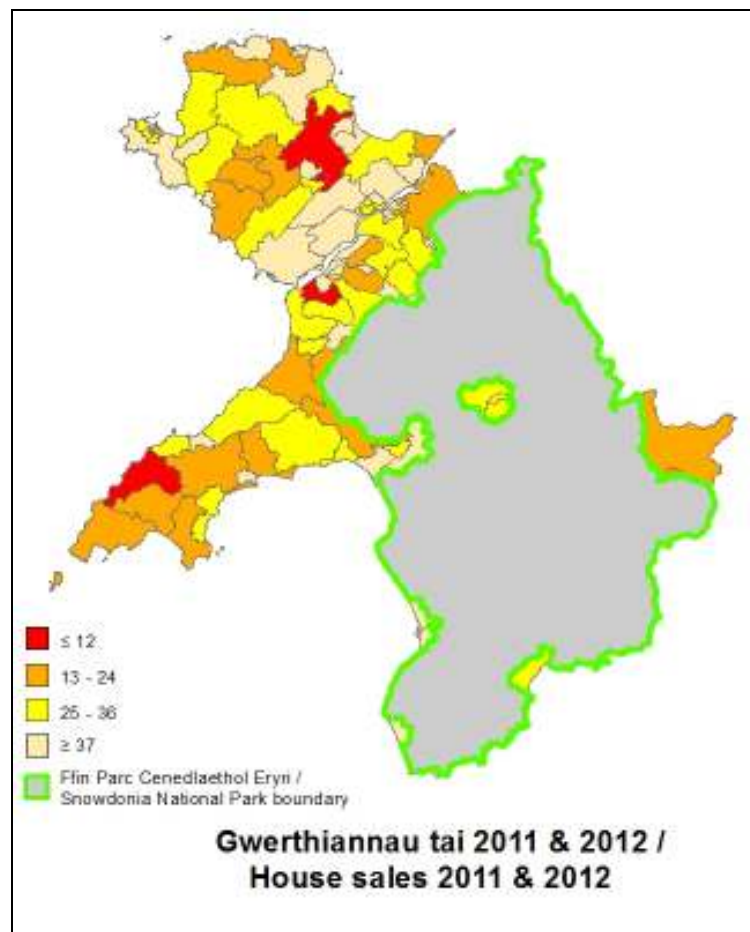 ≤ 12
13 - 24
25 - 36
≥ 37
Ffin Parc Cenedlaethol Eryri /
Snowdonia National Park boundary
Gwerthiannau tai 2011 & 2012 /
House sales 2011 & 2012